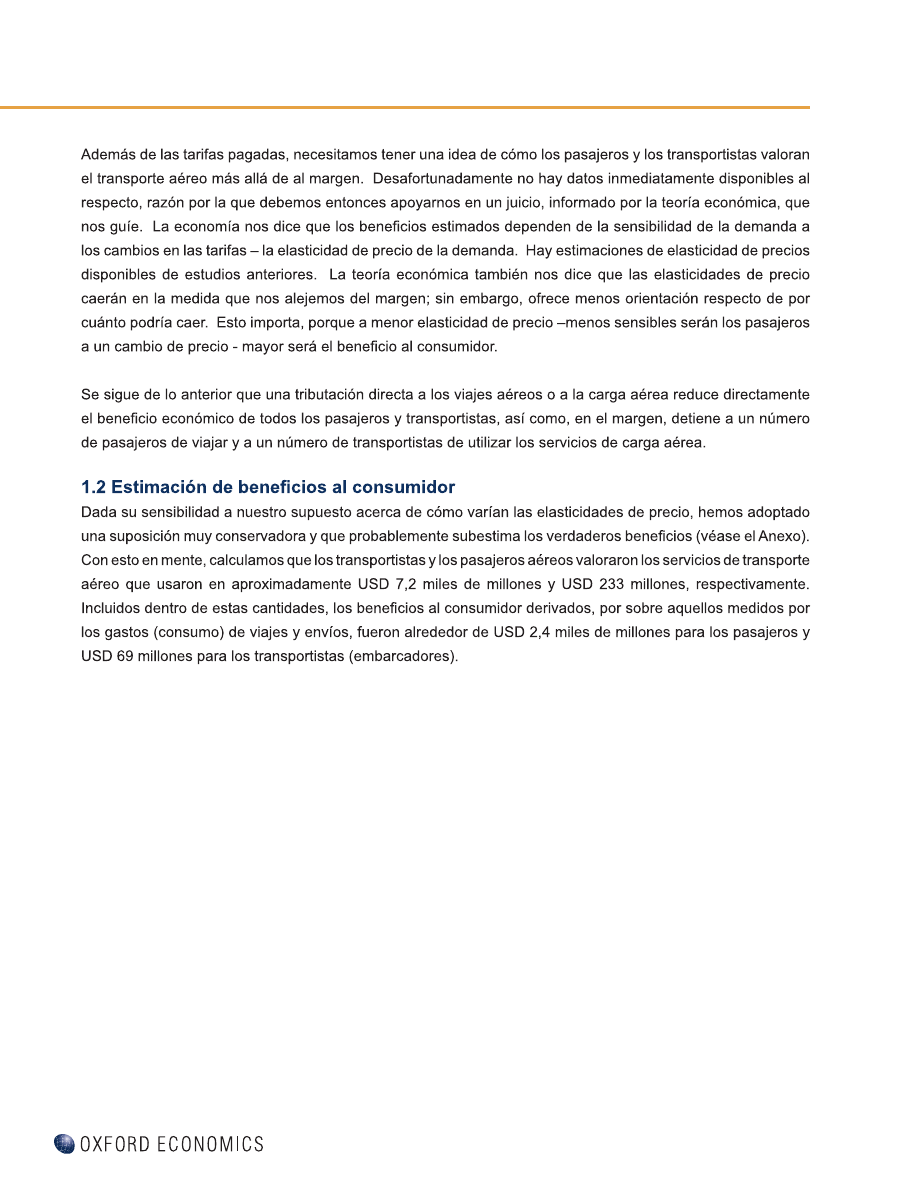 Además de las tarifas pagadas, necesitamos tener una idea de cómo los pasajeros y los transportistas valoran
el transporte aéreo más allá de al margen.  Desafortunadamente no hay datos inmediatamente disponibles al
respecto, razón por la que debemos entonces apoyarnos en un juicio, informado por la teoría económica, que
nos guíe.  La economía nos dice que los beneficios estimados dependen de la sensibilidad de la demanda a
los cambios en las tarifas – la elasticidad de precio de la demanda.  Hay estimaciones de elasticidad de precios
disponibles de estudios anteriores.  La teoría económica también nos dice que las elasticidades de precio
caerán en la medida que nos alejemos del margen; sin embargo, ofrece menos orientación respecto de por
cuánto podría caer.  Esto importa, porque a menor elasticidad de precio –menos sensibles serán los pasajeros
a un cambio de precio - mayor será el beneficio al consumidor.
Se sigue de lo anterior que una tributación directa a los viajes aéreos o a la carga aérea reduce directamente
el beneficio económico de todos los pasajeros y transportistas, así como, en el margen, detiene a un número
de pasajeros de viajar y a un número de transportistas de utilizar los servicios de carga aérea.
1.2 Estimación de beneficios al consumidor
Dada su sensibilidad a nuestro supuesto acerca de cómo varían las elasticidades de precio, hemos adoptado
una suposición muy conservadora y que probablemente subestima los verdaderos beneficios (véase el Anexo).
Con esto en mente, calculamos que los transportistas y los pasajeros aéreos valoraron los servicios de transporte
aéreo que usaron en aproximadamente USD 7,2 miles de millones y USD 233 millones, respectivamente.
Incluidos dentro de estas cantidades, los beneficios al consumidor derivados, por sobre aquellos medidos por
los gastos (consumo) de viajes y envíos, fueron alrededor de USD 2,4 miles de millones para los pasajeros y
USD 69 millones para los transportistas (embarcadores).
OXFORD ECONOMICS